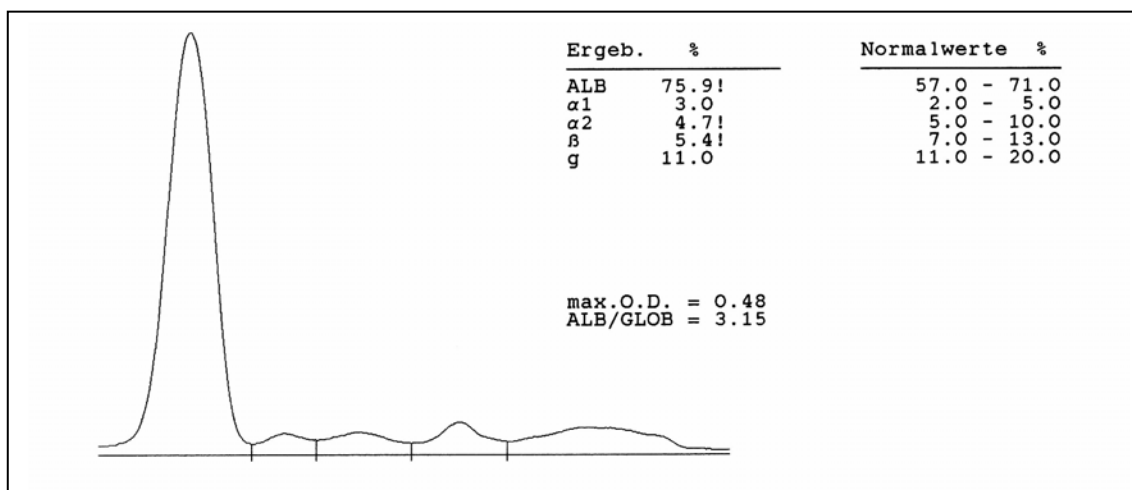 Ergeb. %
ALB 75.9!
α1 3.0
α2 4.7!
ß 5.4!
g 11.0
Normalwerte %
57.0 - 71.0
2.0 - 5.0
5.0 - 10.0
7.0 - 13.0
11.0 - 20.0
max.O.D. = 0.48
ALB/GLOB = 3.15